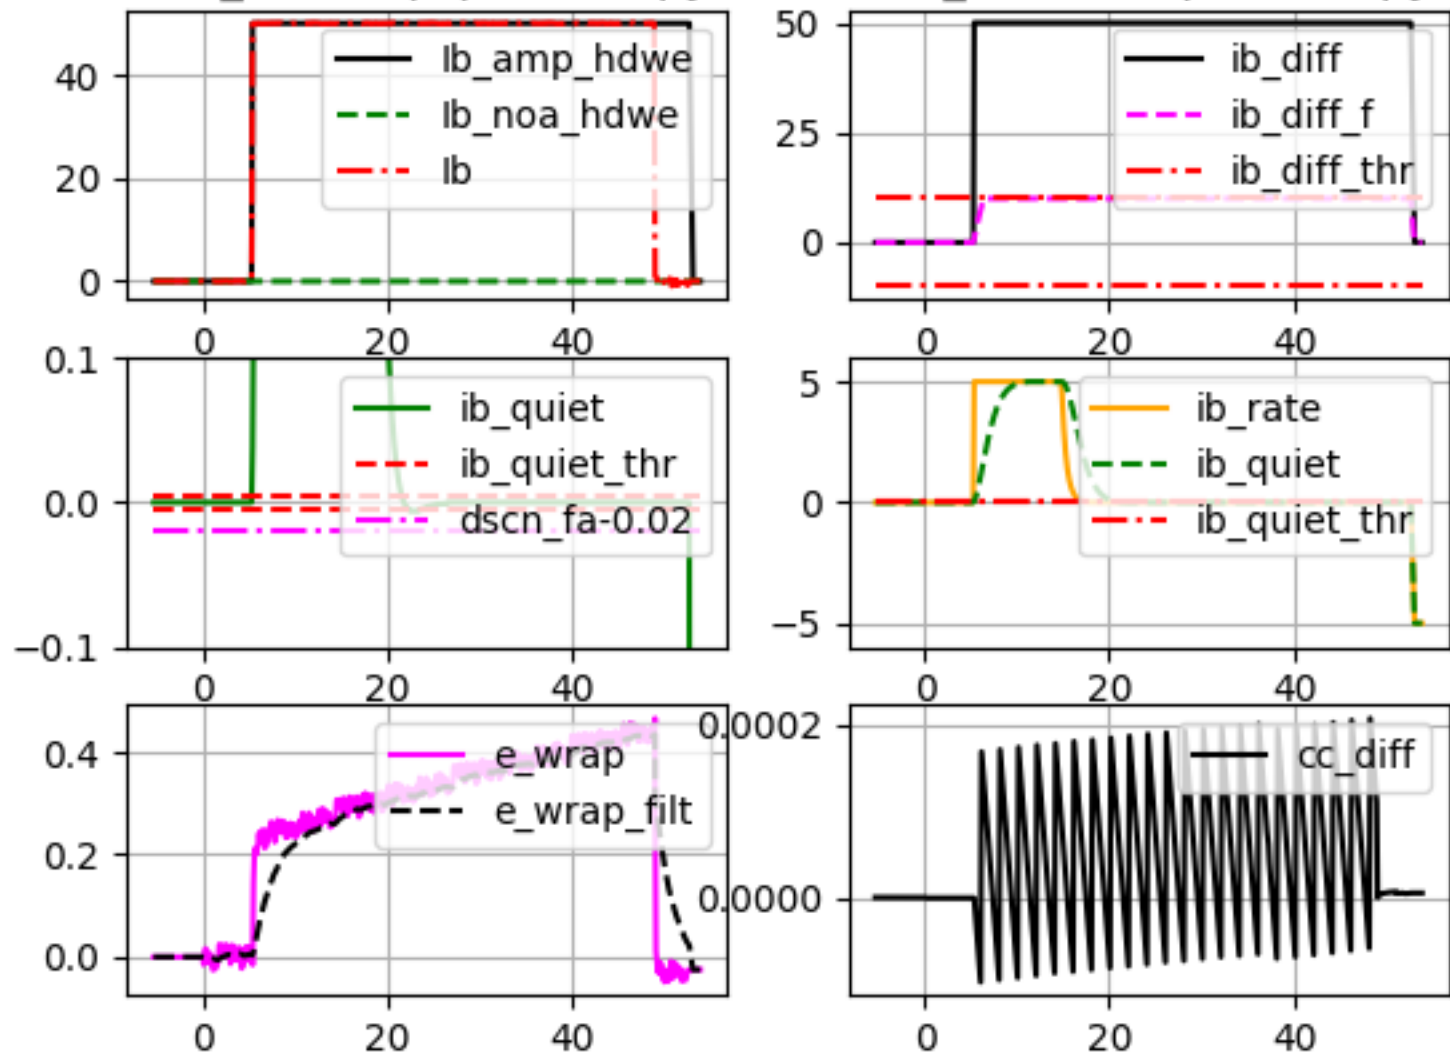 40
20
0
Ib_amp_hdwe
Ib_noa_hdwe
Ib
0 20 40
50
25
0
ib_diff
ib_diff_f
ib_diff_thr
0 20 40
0.1
0.0
−0.1
ib_quiet
ib_quiet_thr
dscn_fa-0.02
0 20 40
5
0
−5
ib_rate
ib_quiet
ib_quiet_thr
0 20 40
0.4
0.2
0.0
e_wrap
e_wrap_filt
0 20 40
0.0002
0.0000
cc_diff
0 20 40